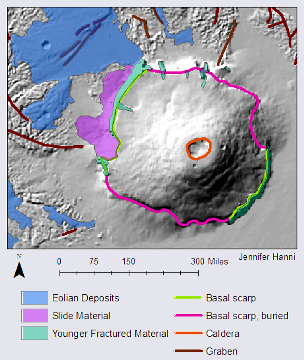 Jennifer Hanni
N
0 75 150 300 Miles
Eolian Deposits
Slide Material
Younger Fractured Material
Basal scarp
Basal scarp, buried
Caldera
Graben